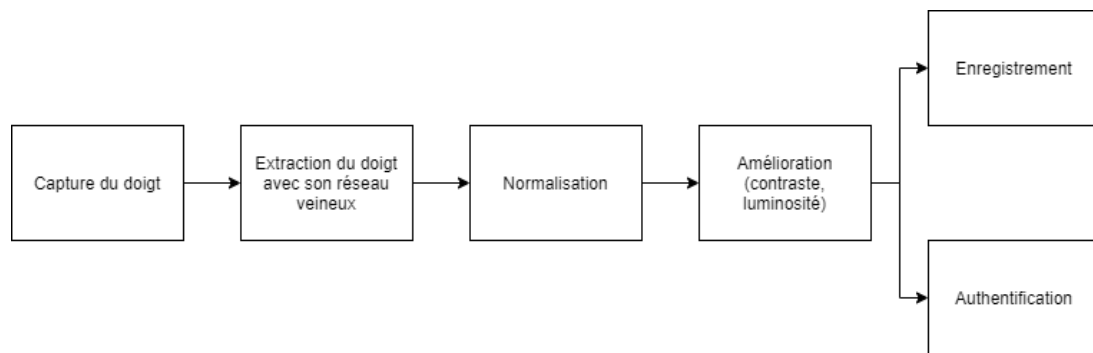 Capture du doigt
Extraction du doigt
avec son réseau
veineux
Normalisation
Amélioration
(contraste,
luminosité)
Enregistrement
Authentification